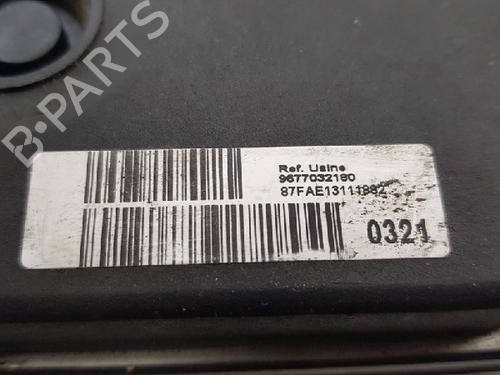 B-PARTS
Ref. Usine
9677032180
87FAE13111882
0321